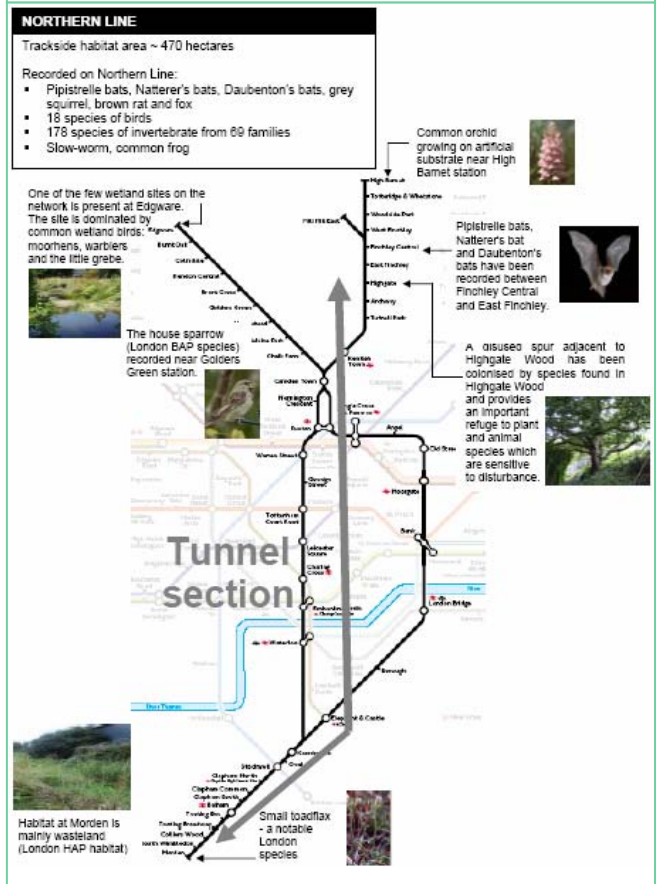 NORTHERN LINE
Trackside habitat area ~ 470 hectares
Recorded on Northern Line:
▪ Pipistrelle bats, Natterer's bats, Daubenton's bats, grey
squirrel, brown rat and fox
▪ 18 species of birds
▪ 178 species of invertebrate from 69 families
▪ Slow-worm, common frog
Common orchid
growing on artificial
substrate near High
Barnet station
One of the few wetland sites on the
network is present at Edgware.
The site is dominated by
common wetland birds:
moorhens, warblers
and the little grebe.
Pipistrelle bats,
Natterer's bat
and Daubenton's
bats have been
recorded between
Finchley Central
and East Finchley.
The house sparrow
(London BAP species)
recorded near Golders
Green station.
A disused spur adjacent to
Highgate Wood has been
colonised by species found in
Highgate Wood
and provides
an important
refuge to plant
and animal
species which
are sensitive
to disturbance.
High Barnet
Totteridge & Whetstone
Woodside Park
West Finchley
Mill Hill East
Finchley Central
East Finchley
Highgate
Archway
Tufnell Park
Kentish
Town
Edgware
Burnt Oak
Colindale
Hendon Central
Brent Cross
Golders Green
Chalk Farm
Camden Town
Mornington
Crescent
Euston
Angel
Old Street
Moorgate
Bank
London Bridge
Borough
Elephant & Castle
Warren Street
Goodge
Street
Tottenham
Court Road
Leicester
Square
Charing
Cross
Embankment
Waterloo
River Thames
Tunnel
section
Kennington
Oval
Stockwell
Clapham North
Clapham Common
Clapham South
Balham
Tooting Bec
Tooting Broadway
Colliers Wood
South Wimbledon
Morden
Habitat at Morden is
mainly wasteland
(London HAP habitat)
Small toadflax
- a notable
London
species